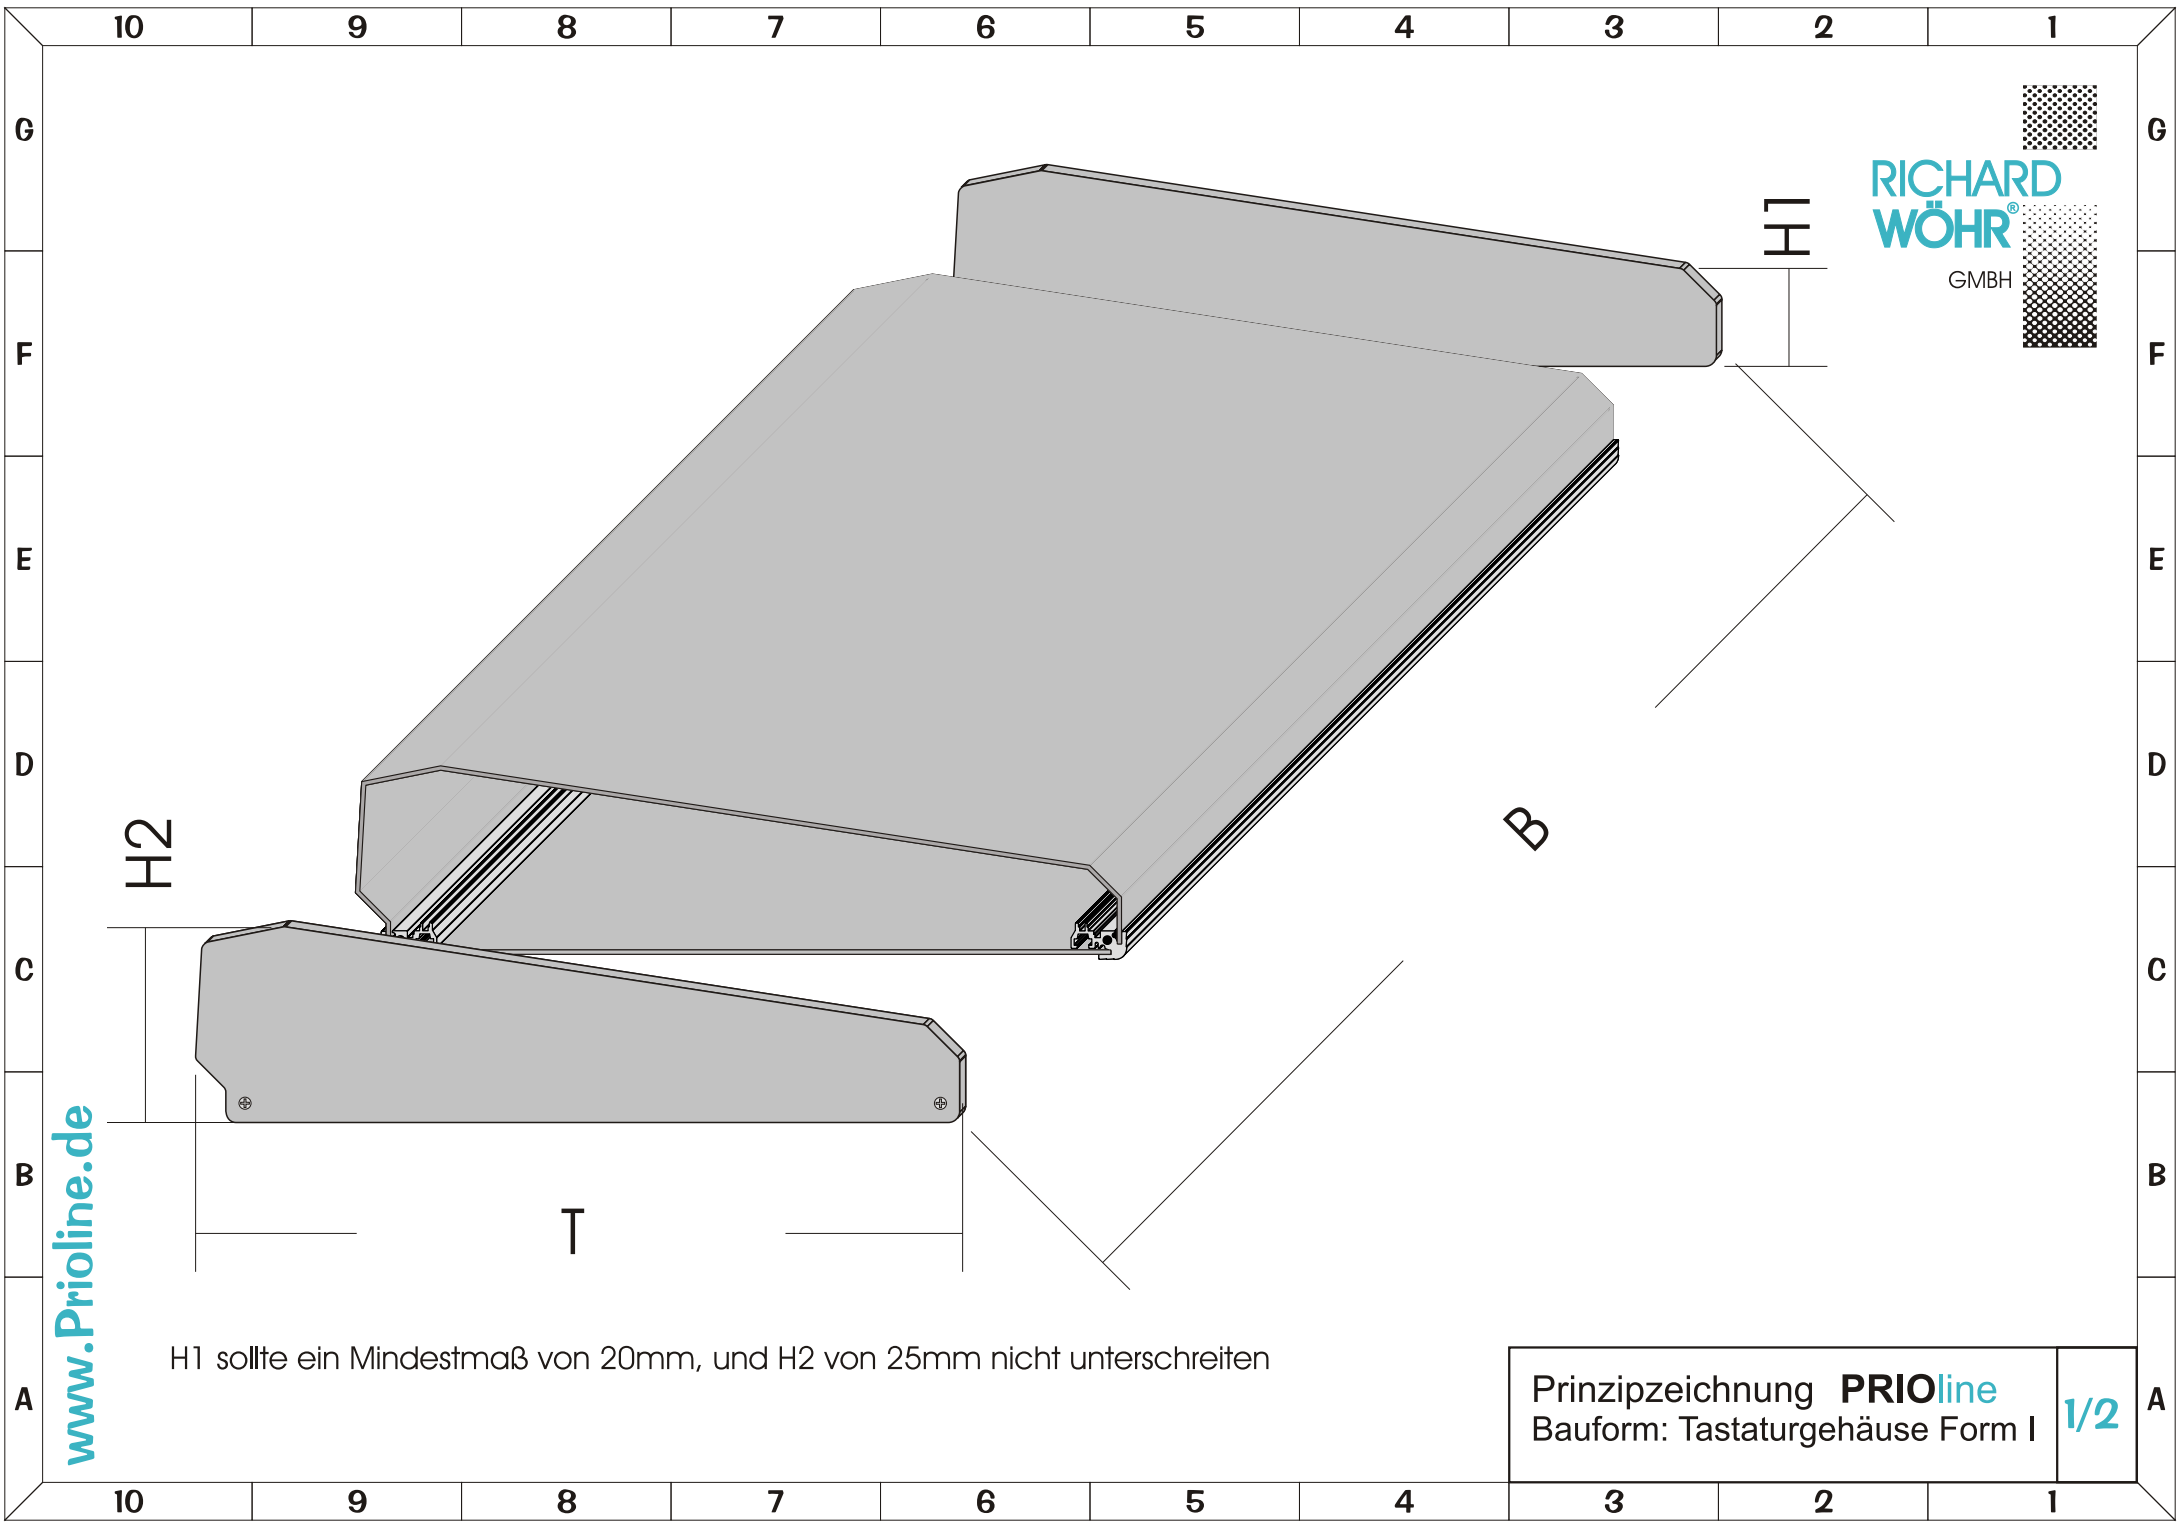 10 9 8 7 6 5 4 3 2 1
G G
RICHARD
WÖHR®
GMBH
H1
F F
E E
D D
H2
B
C C
B B
T
www.Prioline.de
H1 sollte ein Mindestmaß von 20mm, und H2 von 25mm nicht unterschreiten
A A
Prinzipzeichnung PRIOline
Bauform: Tastaturgehäuse Form I
1/2
10 9 8 7 6 5 4 3 2 1